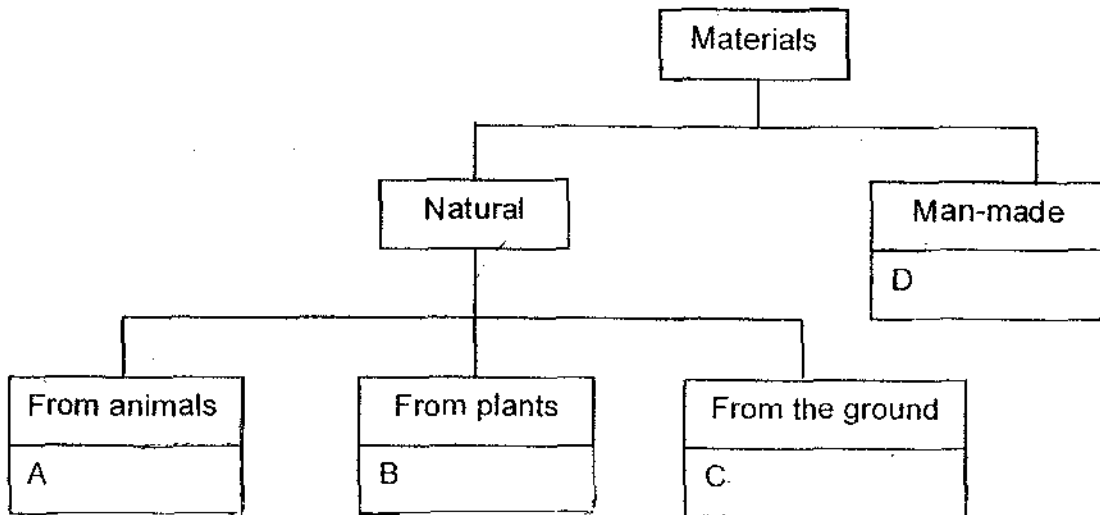 Materials
Natural
Man-made
D
From animals
From plants
From the ground
A
B
C